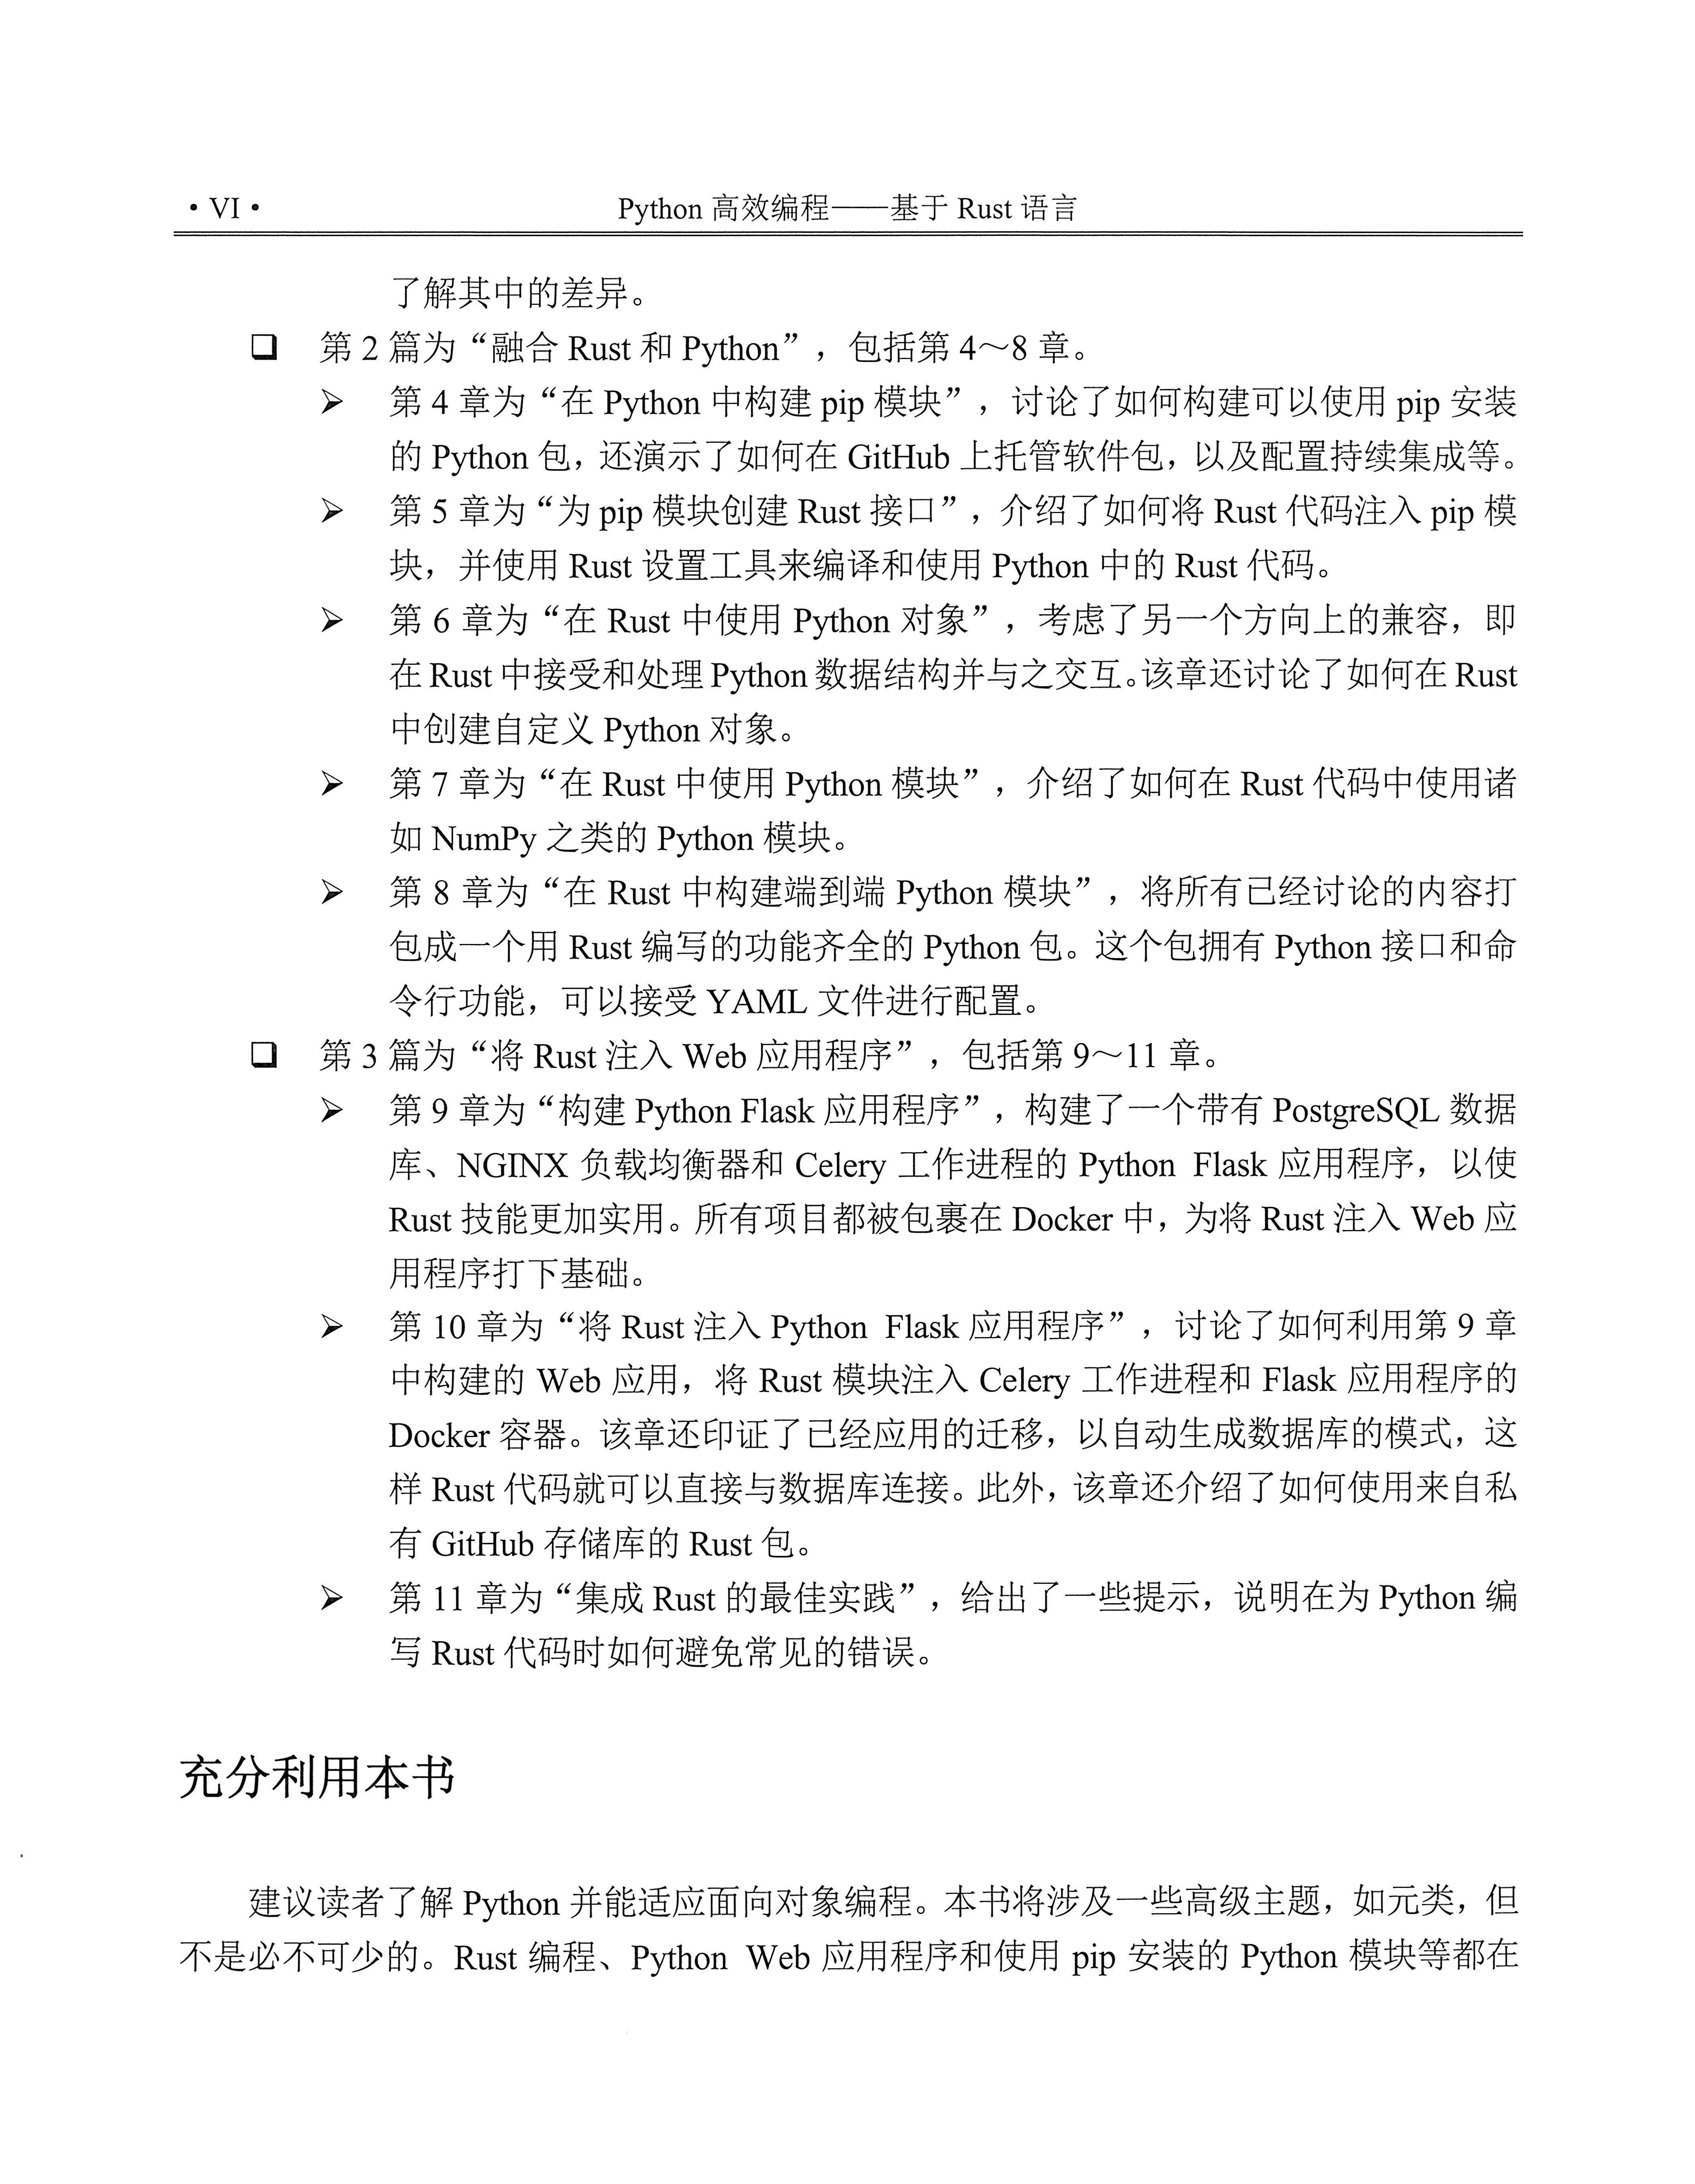 • VI •
Python 高效编程——基于 Rust 语言
了解其中的差异。
❑ 第 2 篇为“融合 Rust 和 Python”，包括第 4～8 章。
➢ 第 4 章为“在 Python 中构建 pip 模块”，讨论了如何构建可以使用 pip 安装
的 Python 包，还演示了如何在 GitHub 上托管软件包，以及配置持续集成等。
➢ 第 5 章为“为 pip 模块创建 Rust 接口”，介绍了如何将 Rust 代码注入 pip 模
块，并使用 Rust 设置工具来编译和使用 Python 中的 Rust 代码。
➢ 第 6 章为“在 Rust 中使用 Python 对象”，考虑了另一个方向上的兼容，即
在 Rust 中接受和处理 Python 数据结构并与之交互。该章还讨论了如何在 Rust
中创建自定义 Python 对象。
➢ 第 7 章为“在 Rust 中使用 Python 模块”，介绍了如何在 Rust 代码中使用诸
如 NumPy 之类的 Python 模块。
➢ 第 8 章为“在 Rust 中构建端到端 Python 模块”，将所有已经讨论的内容打
包成一个用 Rust 编写的功能齐全的 Python 包。这个包拥有 Python 接口和命
令行功能，可以接受 YAML 文件进行配置。
❑ 第 3 篇为“将 Rust 注入 Web 应用程序”，包括第 9～11 章。
➢ 第 9 章为“构建 Python Flask 应用程序”，构建了一个带有 PostgreSQL 数据
库、NGINX 负载均衡器和 Celery 工作进程的 Python Flask 应用程序，以使
Rust 技能更加实用。所有项目都被包裹在 Docker 中，为将 Rust 注入 Web 应
用程序打下基础。
➢ 第 10 章为“将 Rust 注入 Python Flask 应用程序”，讨论了如何利用第 9 章
中构建的 Web 应用，将 Rust 模块注入 Celery 工作进程和 Flask 应用程序的
Docker 容器。该章还印证了已经应用的迁移，以自动生成数据库的模式，这
样 Rust 代码就可以直接与数据库连接。此外，该章还介绍了如何使用来自私
有 GitHub 存储库的 Rust 包。
➢ 第 11 章为“集成 Rust 的最佳实践”，给出了一些提示，说明在为 Python 编
写 Rust 代码时如何避免常见的错误。
充分利用本书
建议读者了解 Python 并能适应面向对象编程。本书将涉及一些高级主题，如元类，但
不是必不可少的。Rust 编程、Python Web 应用程序和使用 pip 安装的 Python 模块等都在